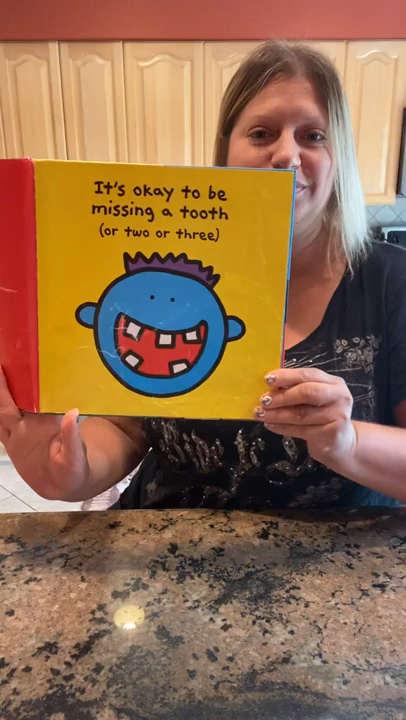 It's okay to be
missing a tooth
(or two or three)